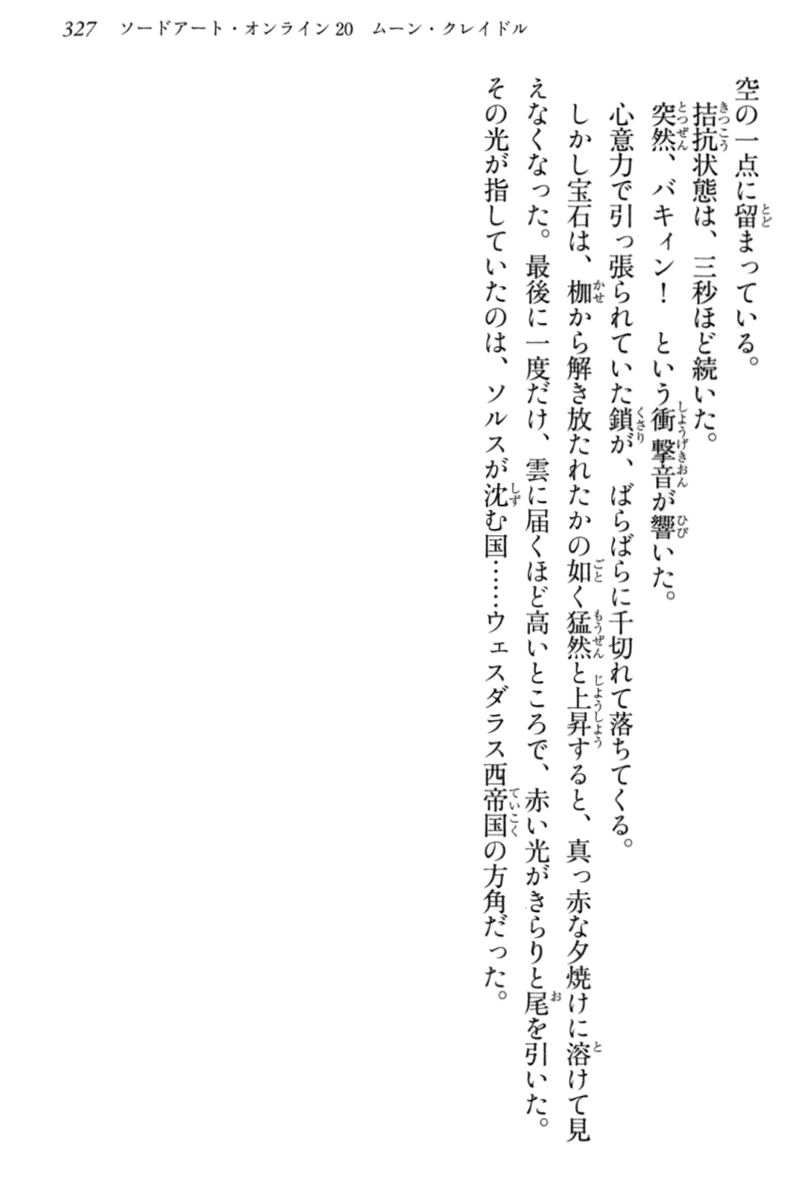 327 ソードアート・オンライン20 ムーン・クレイドル
空の一点に留まっている。
拮抗状態は、三秒ほど続いた。
突然、バキィン！ という衝撃音が響いた。
心意力で引っ張られていた鎖が、ばらばらに千切れて落ちてくる。
しかし宝石は、枷から解き放たれたかの如く猛然と上昇すると、真っ赤な夕焼けに溶けて見
えなくなった。最後に一度だけ、雲に届くほど高いところで、赤い光がきらりと尾を引いた。
その光が指していたのは、ソルスが沈む国……ウェスダラス西帝国の方角だった。